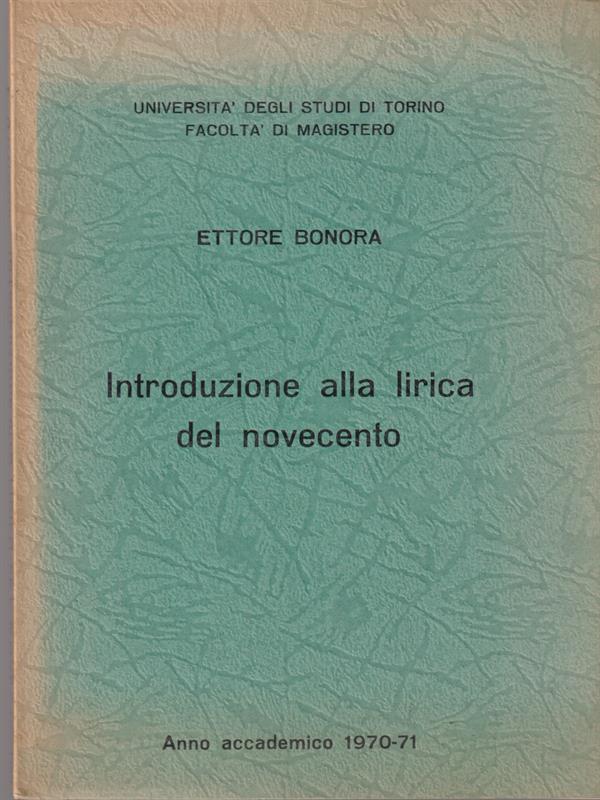 UNIVERSITA' DEGLI STUDI DI TORINO
FACOLTA' DI MAGISTERO
ETTORE BONORA
Introduzione alla lirica
del novecento
Anno accademico 1970-71